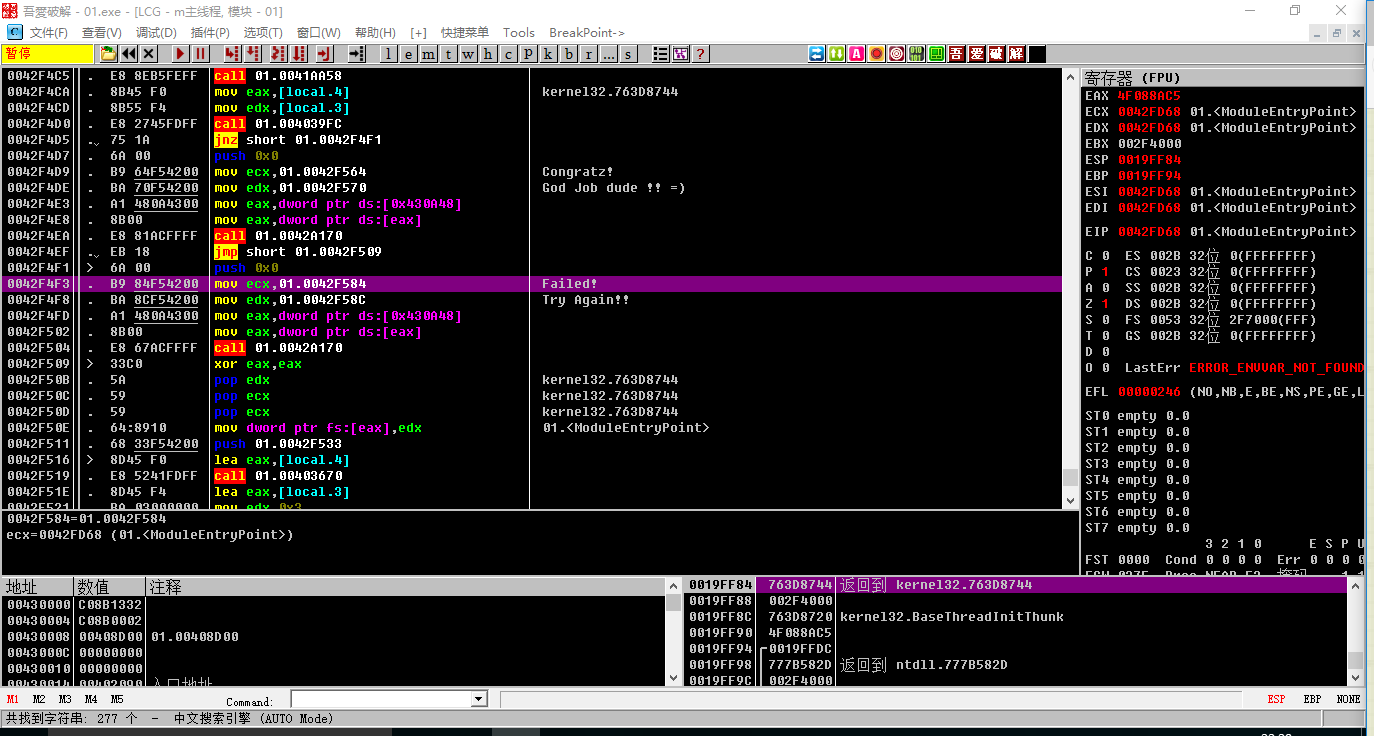 吾爱破解 - 01.exe - [LCG - m主线程, 模块 - 01]
文件(F) 查看(V) 调试(D) 插件(P) 选项(T) 窗口(W) 帮助(H) [+] 快捷菜单 Tools BreakPoint->
暂停 l e m t w h c p k b r ... s ? 吾 爱 破 解
0042F4C5 . E8 8EB5FEFF call 01.0041AA58
0042F4CA . 8B45 F0 mov eax,[local.4] kernel32.763D8744
0042F4CD . 8B55 F4 mov edx,[local.3]
0042F4D0 . E8 2745FDFF call 01.004039FC
0042F4D5 .、 75 1A jnz short 01.0042F4F1
0042F4D7 . 6A 00 push 0x0
0042F4D9 . B9 64F54200 mov ecx,01.0042F564 Congratz!
0042F4DE . BA 70F54200 mov edx,01.0042F570 God Job dude !! =)
0042F4E3 . A1 480A4300 mov eax,dword ptr ds:[0x430A48]
0042F4E8 . 8B00 mov eax,dword ptr ds:[eax]
0042F4EA . E8 81ACFFFF call 01.0042A170
0042F4EF .、 EB 18 jmp short 01.0042F509
0042F4F1 > 6A 00 push 0x0
0042F4F3 . B9 84F54200 mov ecx,01.0042F584 Failed!
0042F4F8 . BA 8CF54200 mov edx,01.0042F58C Try Again!!
0042F4FD . A1 480A4300 mov eax,dword ptr ds:[0x430A48]
0042F502 . 8B00 mov eax,dword ptr ds:[eax]
0042F504 . E8 67ACFFFF call 01.0042A170
0042F509 > 33C0 xor eax,eax
0042F50B . 5A pop edx kernel32.763D8744
0042F50C . 59 pop ecx kernel32.763D8744
0042F50D . 59 pop ecx kernel32.763D8744
0042F50E . 64:8910 mov dword ptr fs:[eax],edx 01.<ModuleEntryPoint>
0042F511 . 68 33F54200 push 01.0042F533
0042F516 > 8D45 F0 lea eax,[local.4]
0042F519 . E8 5241FDFF call 01.00403670
0042F51E . 8D45 F4 lea eax,[local.3]
0042F521 . BA 03000000 mov edx,0x3
0042F584=01.0042F584
ecx=0042FD68 (01.<ModuleEntryPoint>)
寄存器 (FPU)
EAX 4F088AC5
ECX 0042FD68 01.<ModuleEntryPoint>
EDX 0042FD68 01.<ModuleEntryPoint>
EBX 002F4000
ESP 0019FF84
EBP 0019FF94
ESI 0042FD68 01.<ModuleEntryPoint>
EDI 0042FD68 01.<ModuleEntryPoint>
EIP 0042FD68 01.<ModuleEntryPoint>
C 0 ES 002B 32位 0(FFFFFFFF)
P 1 CS 0023 32位 0(FFFFFFFF)
A 0 SS 002B 32位 0(FFFFFFFF)
Z 1 DS 002B 32位 0(FFFFFFFF)
S 0 FS 0053 32位 2F7000(FFF)
T 0 GS 002B 32位 0(FFFFFFFF)
D 0
O 0 LastErr ERROR_ENVVAR_NOT_FOUND
EFL 00000246 (NO,NB,E,BE,NS,PE,GE,L
ST0 empty 0.0
ST1 empty 0.0
ST2 empty 0.0
ST3 empty 0.0
ST4 empty 0.0
ST5 empty 0.0
ST6 empty 0.0
ST7 empty 0.0
3 2 1 0 E S P U
FST 0000 Cond 0 0 0 0 Err 0 0 0 0
地址 数值 注释
00430000 C08B1332
00430004 C08B0002
00430008 00408D00 01.00408D00
0043000C 00000000
00430010 00000000
0019FF84 763D8744 返回到 kernel32.763D8744
0019FF88 002F4000
0019FF8C 763D8720 kernel32.BaseThreadInitThunk
0019FF90 4F088AC5
0019FF94 0019FFDC
0019FF98 777B582D 返回到 ntdll.777B582D
0019FF9C 002F4000
M1 M2 M3 M4 M5 Command: ESP EBP NONE
共找到字符串: 277 个 - 中文搜索引擎 (AUTO Mode)